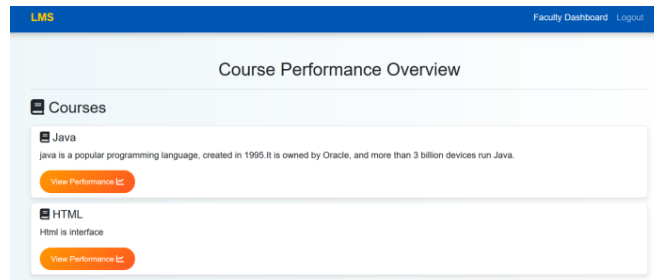 LMS
Faculty Dashboard Logout
Course Performance Overview
Courses
Java
java is a popular programming language, created in 1995.It is owned by Oracle, and more than 3 billion devices run Java.
View Performance
HTML
Html is interface
View Performance